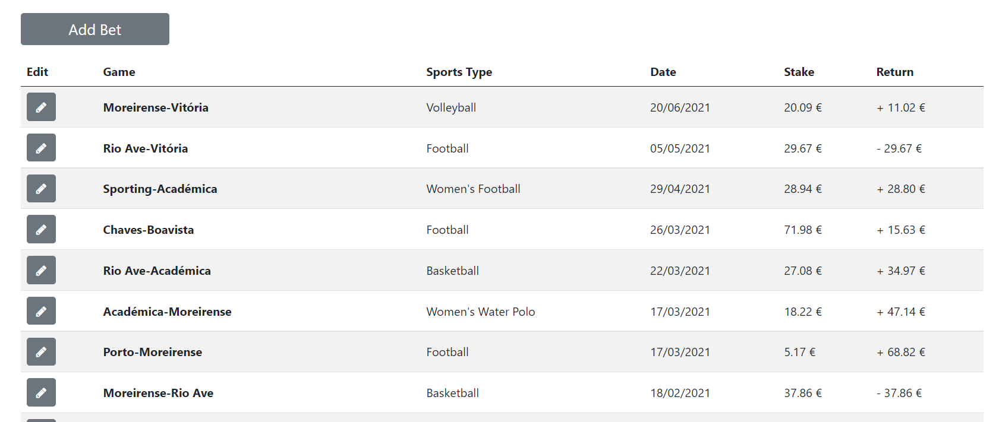 Add Bet
Edit Game Sports Type Date Stake Return
Moreirense-Vitória Volleyball 20/06/2021 20.09 € + 11.02 €
Rio Ave-Vitória Football 05/05/2021 29.67 € - 29.67 €
Sporting-Académica Women's Football 29/04/2021 28.94 € + 28.80 €
Chaves-Boavista Football 26/03/2021 71.98 € + 15.63 €
Rio Ave-Académica Basketball 22/03/2021 27.08 € + 34.97 €
Académica-Moreirense Women's Water Polo 17/03/2021 18.22 € + 47.14 €
Porto-Moreirense Football 17/03/2021 5.17 € + 68.82 €
Moreirense-Rio Ave Basketball 18/02/2021 37.86 € - 37.86 €